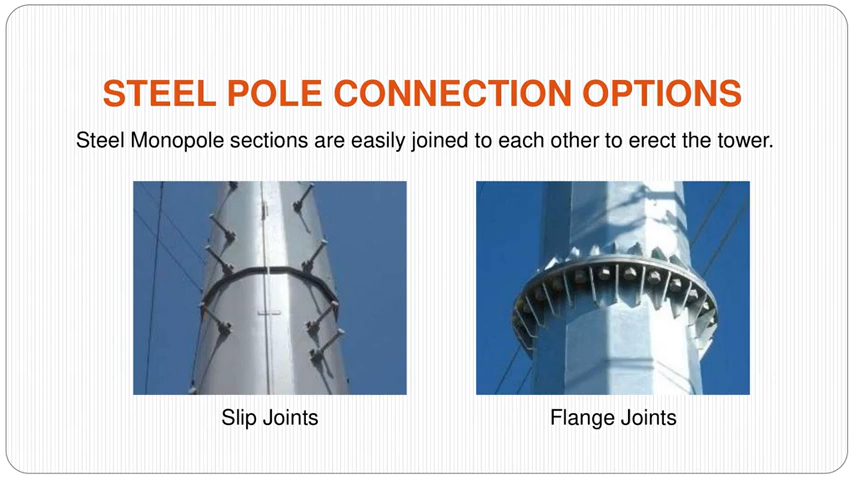 STEEL POLE CONNECTION OPTIONS
Steel Monopole sections are easily joined to each other to erect the tower.
Slip Joints
Flange Joints